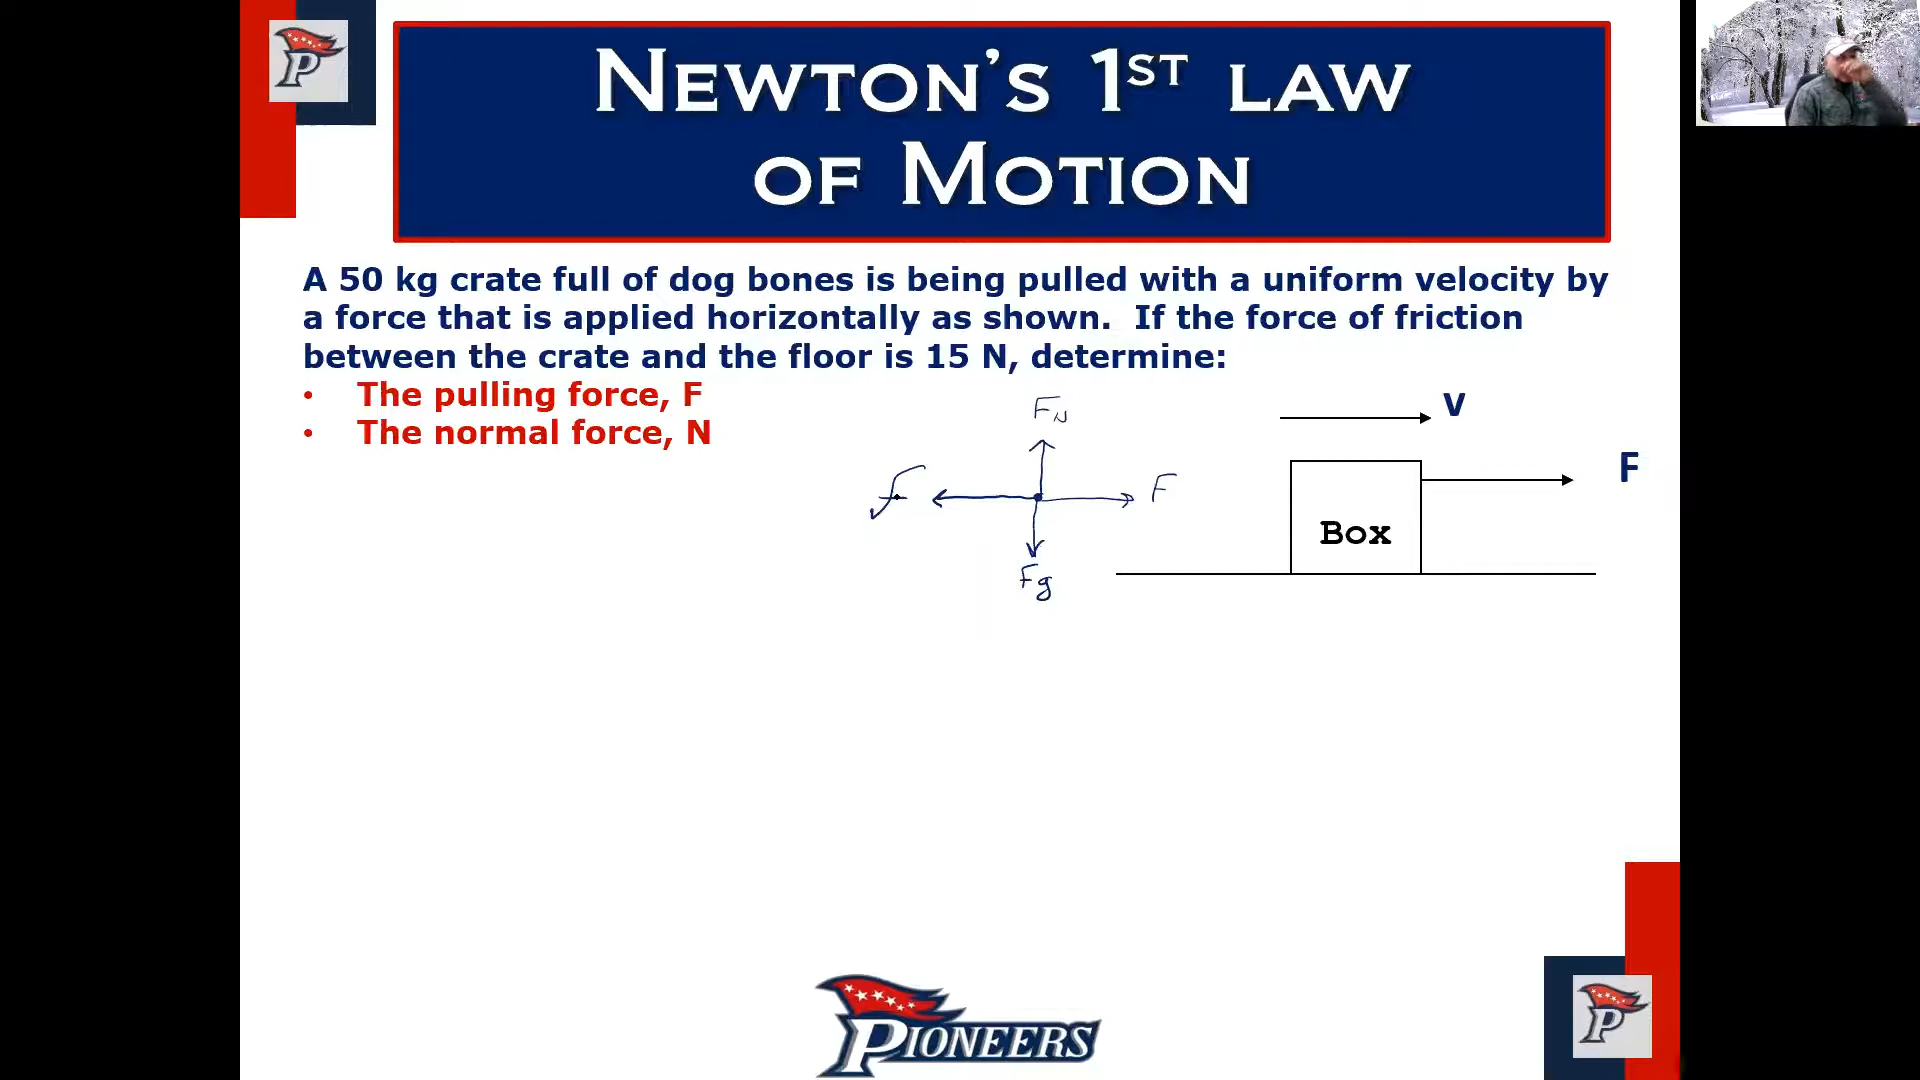 P
NEWTON'S 1ST LAW
OF MOTION
A 50 kg crate full of dog bones is being pulled with a uniform velocity by
a force that is applied horizontally as shown. If the force of friction
between the crate and the floor is 15 N, determine:
• The pulling force, F
• The normal force, N
FN
v
f
F
F
Box
Fg
PIONEERS
P